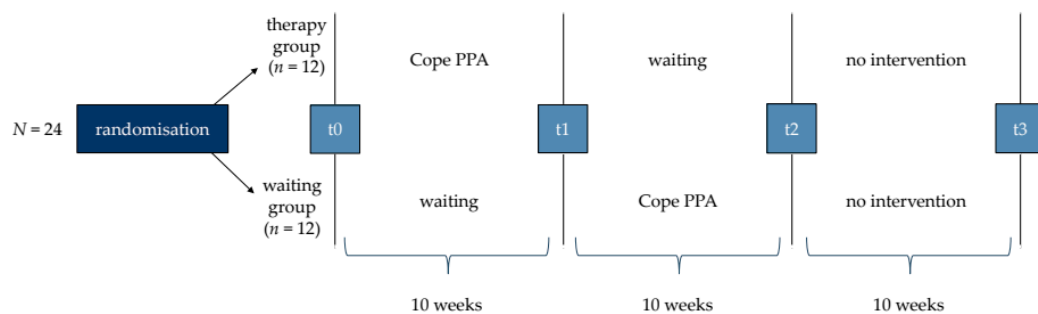 therapy
group
(n = 12)
Cope PPA
waiting
no intervention
N = 24
randomisation
t0
t1
t2
t3
waiting
group
(n = 12)
waiting
Cope PPA
no intervention
10 weeks
10 weeks
10 weeks